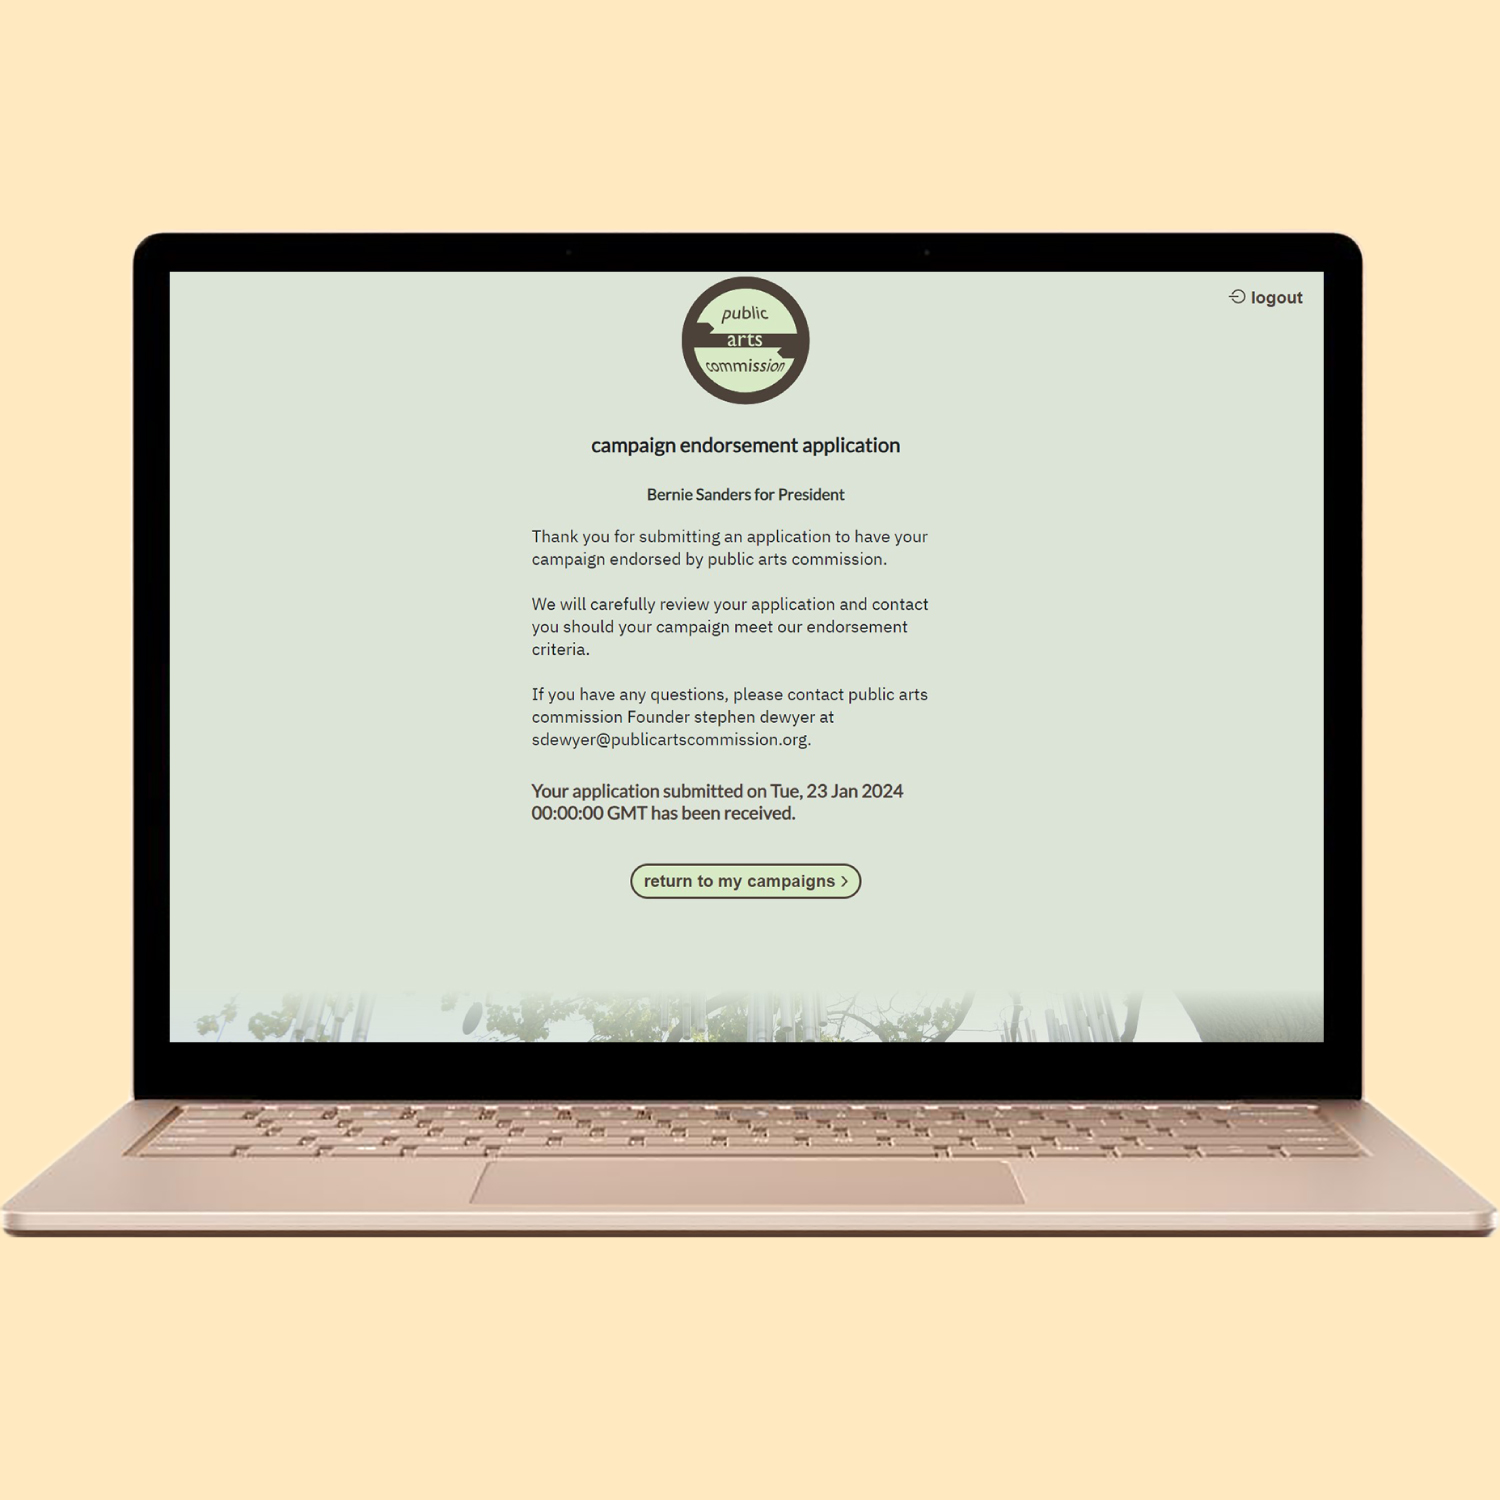 logout
public
arts
commission
campaign endorsement application
Bernie Sanders for President
Thank you for submitting an application to have your
campaign endorsed by public arts commission.
We will carefully review your application and contact
you should your campaign meet our endorsement
criteria.
If you have any questions, please contact public arts
commission Founder stephen dewyer at
sdewyer@publicartscommission.org.
Your application submitted on Tue, 23 Jan 2024
00:00:00 GMT has been received.
return to my campaigns >